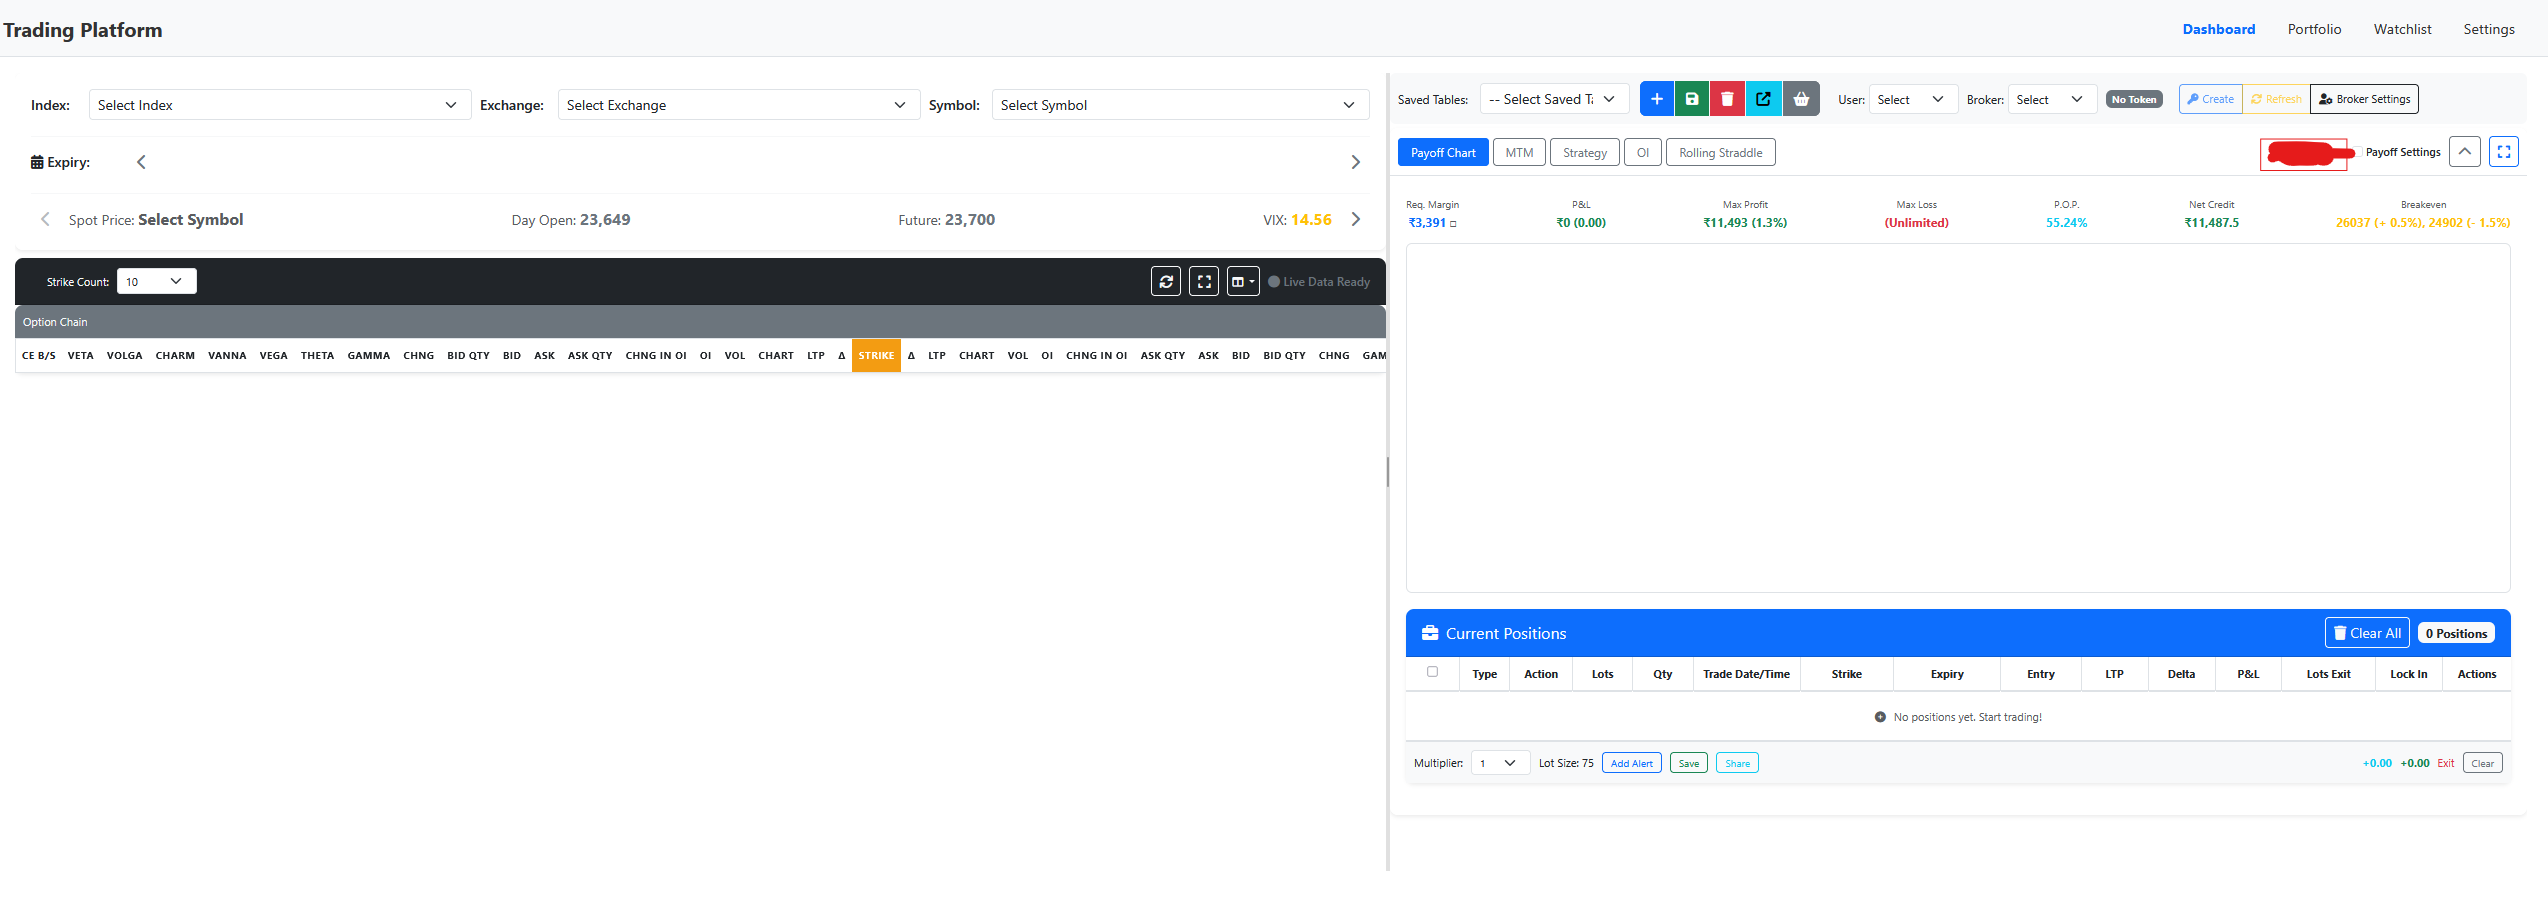 Trading Platform
Dashboard Portfolio Watchlist Settings
Index: Select Index Exchange: Select Exchange Symbol: Select Symbol
Expiry:
Spot Price: Select Symbol Day Open: 23,649 Future: 23,700 VIX: 14.56
Strike Count: 10 Live Data Ready
Option Chain
CE B/S VETA VOLGA CHARM VANNA VEGA THETA GAMMA CHNG BID QTY BID ASK ASK QTY CHNG IN OI OI VOL CHART LTP Δ STRIKE Δ LTP CHART VOL OI CHNG IN OI ASK QTY ASK BID BID QTY CHNG GAM
Saved Tables: -- Select Saved Ta User: Select Broker: Select No Token Create Refresh Broker Settings
Payoff Chart MTM Strategy OI Rolling Straddle Payoff Settings
Req. Margin P&L Max Profit Max Loss P.O.P. Net Credit Breakeven
₹3,391 ₹0 (0.00) ₹11,493 (1.3%) (Unlimited) 55.24% ₹11,487.5 26037 (+ 0.5%), 24902 (- 1.5%)
Current Positions Clear All 0 Positions
Type Action Lots Qty Trade Date/Time Strike Expiry Entry LTP Delta P&L Lots Exit Lock In Actions
No positions yet. Start trading!
Multiplier: 1 Lot Size: 75 Add Alert Save Share +0.00 +0.00 Exit Clear